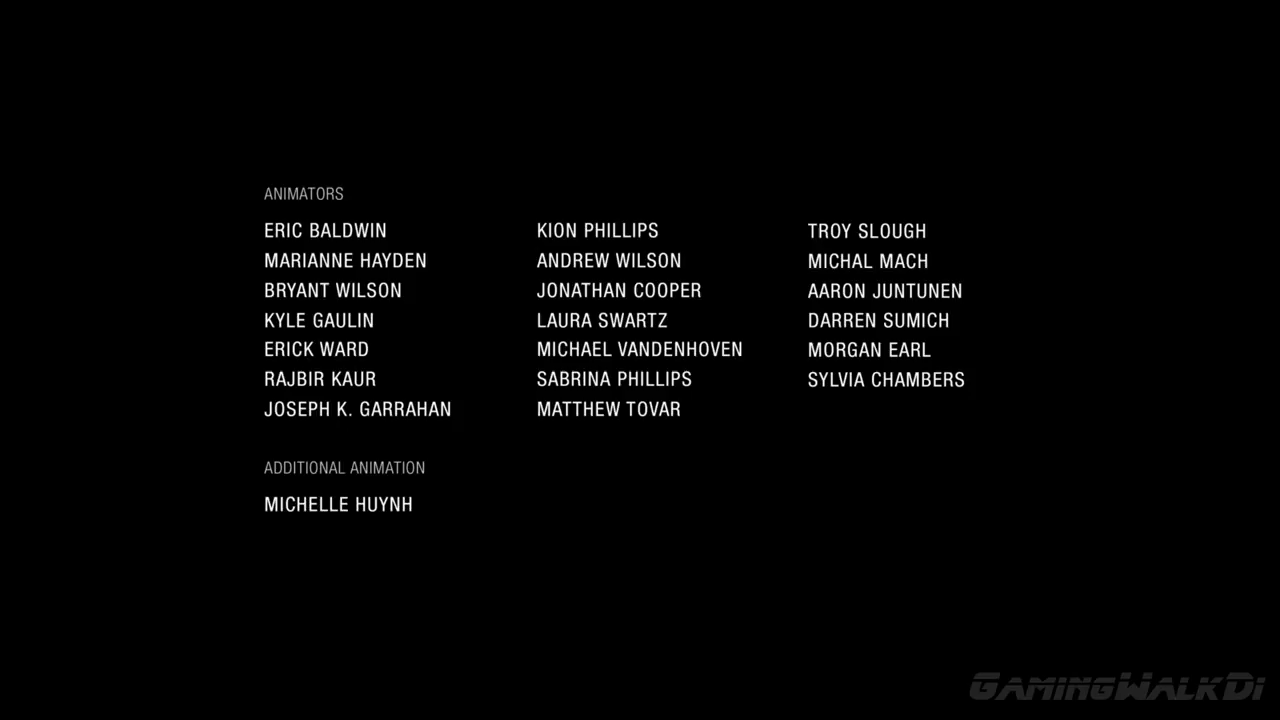 ANIMATORS
ERIC BALDWIN
MARIANNE HAYDEN
BRYANT WILSON
KYLE GAULIN
ERICK WARD
RAJBIR KAUR
JOSEPH K. GARRAHAN
KION PHILLIPS
ANDREW WILSON
JONATHAN COOPER
LAURA SWARTZ
MICHAEL VANDENHOVEN
SABRINA PHILLIPS
MATTHEW TOVAR
TROY SLOUGH
MICHAL MACH
AARON JUNTUNEN
DARREN SUMICH
MORGAN EARL
SYLVIA CHAMBERS
ADDITIONAL ANIMATION
MICHELLE HUYNH
GAMINGWALKDI